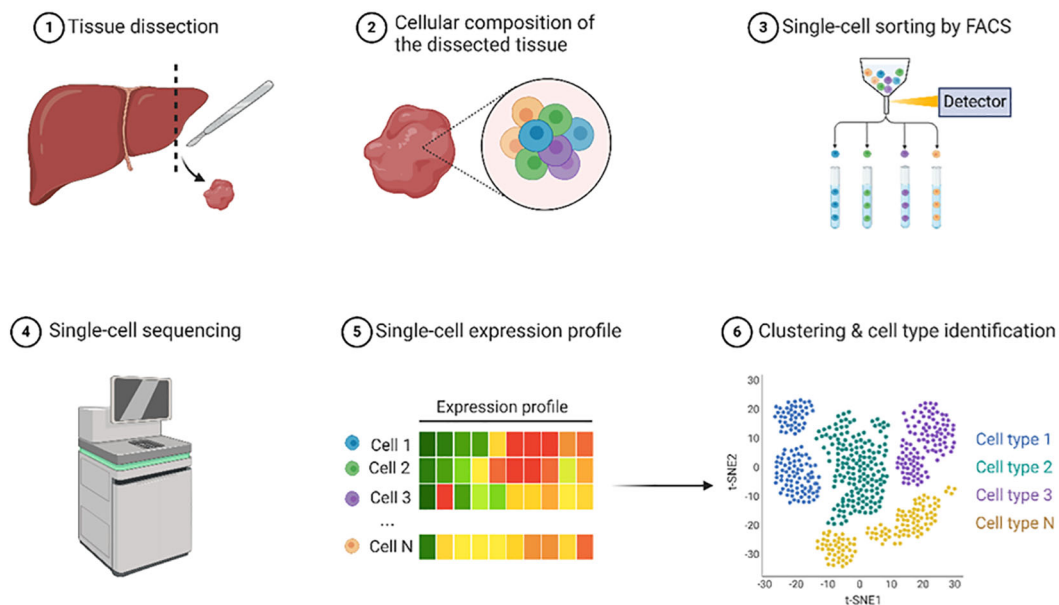 1 Tissue dissection
2 Cellular composition of
the dissected tissue
3 Single-cell sorting by FACS
Detector
4 Single-cell sequencing
5 Single-cell expression profile
Expression profile
Cell 1
Cell 2
Cell 3
...
Cell N
6 Clustering & cell type identification
30
20
10
0
-10
-20
-30
t-SNE2
-30 -20 -10 0 10 20 30
t-SNE1
Cell type 1
Cell type 2
Cell type 3
Cell type N